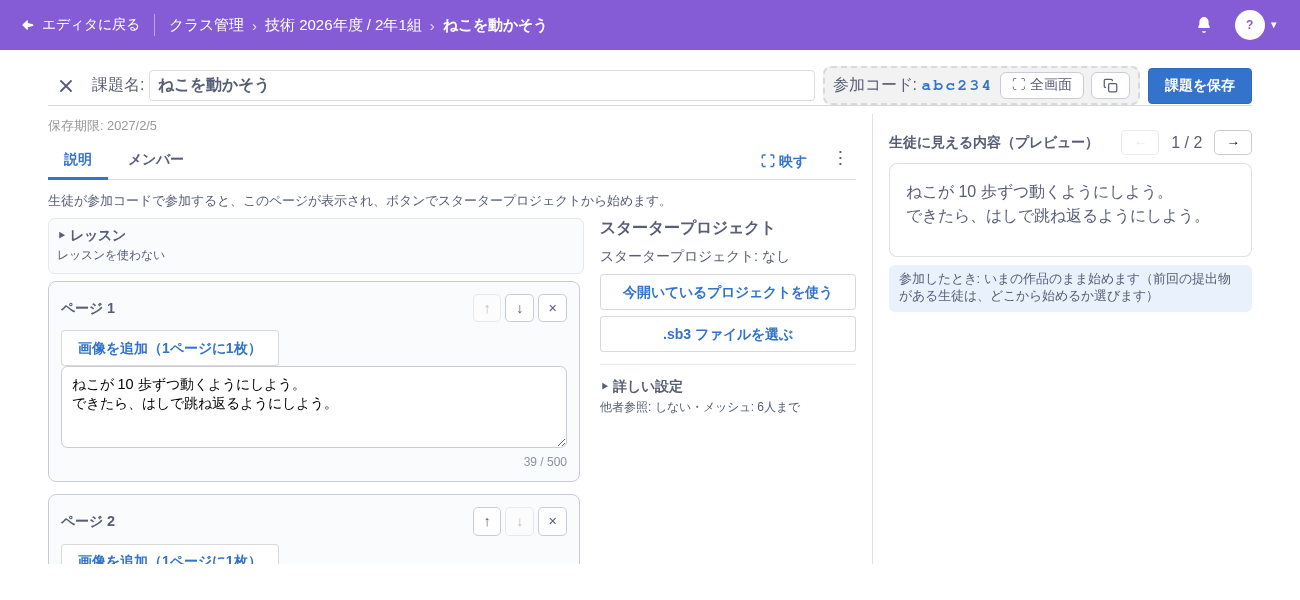 エディタに戻る
クラス管理 › 技術 2026年度 / 2年1組 › ねこを動かそう
?
課題名: ねこを動かそう
参加コード: abc234
全画面
課題を保存
保存期限: 2027/2/5
説明
メンバー
映す
生徒が参加コードで参加すると、このページが表示され、ボタンでスタータープロジェクトから始めます。
レッスン
レッスンを使わない
ページ 1
↑ ↓ ×
画像を追加（1ページに1枚）
ねこが 10 歩ずつ動くようにしよう。
できたら、はしで跳ね返るようにしよう。
39 / 500
ページ 2
↑ ↓ ×
画像を追加（1ページに1枚）
スタータープロジェクト
スタータープロジェクト: なし
今開いているプロジェクトを使う
.sb3 ファイルを選ぶ
詳しい設定
他者参照: しない・メッシュ: 6人まで
生徒に見える内容（プレビュー）
← 1 / 2 →
ねこが 10 歩ずつ動くようにしよう。
できたら、はしで跳ね返るようにしよう。
参加したとき: いまの作品のまま始めます（前回の提出物
がある生徒は、どこから始めるか選びます）